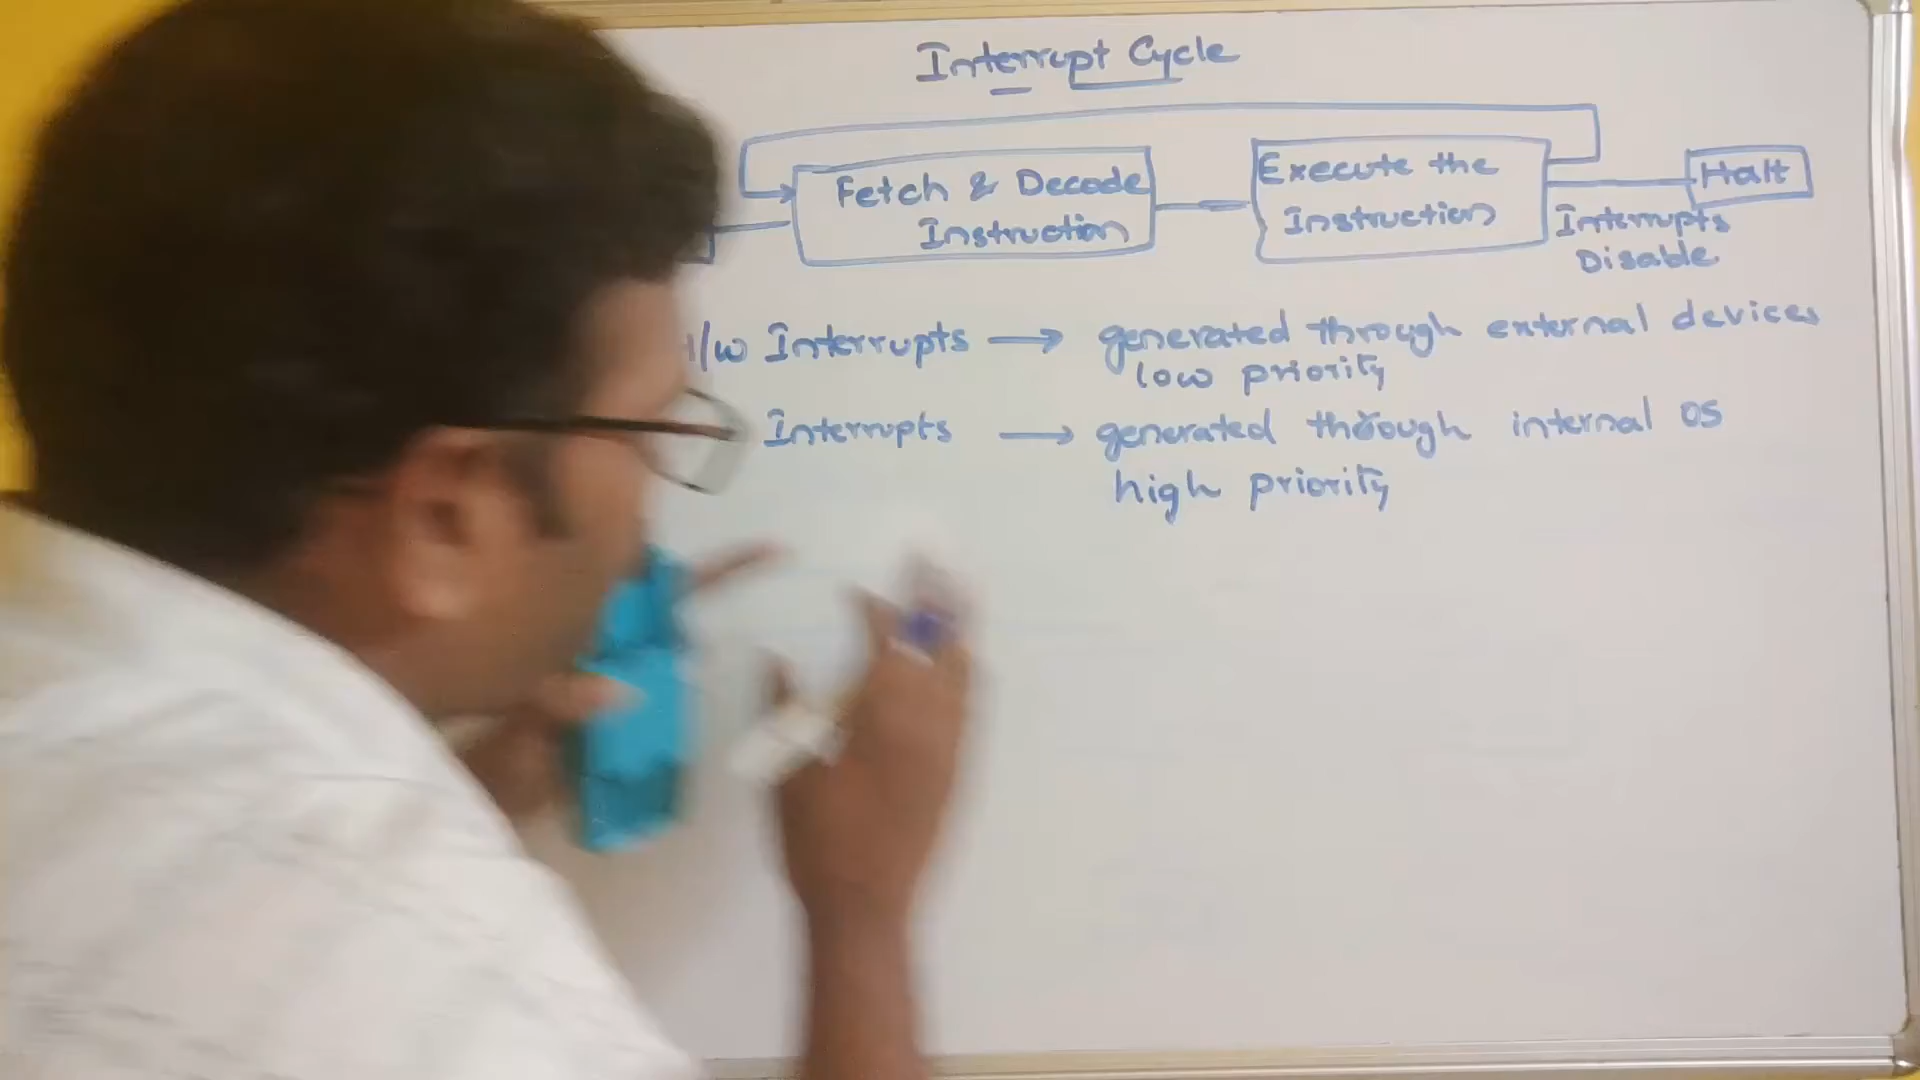 Interrupt Cycle
Fetch & Decode
Instruction
Execute the
Instruction
Halt
Interrupts
Disable
/w Interrupts → generated through external devices
low priority
Interrupts → generated through internal OS
high priority